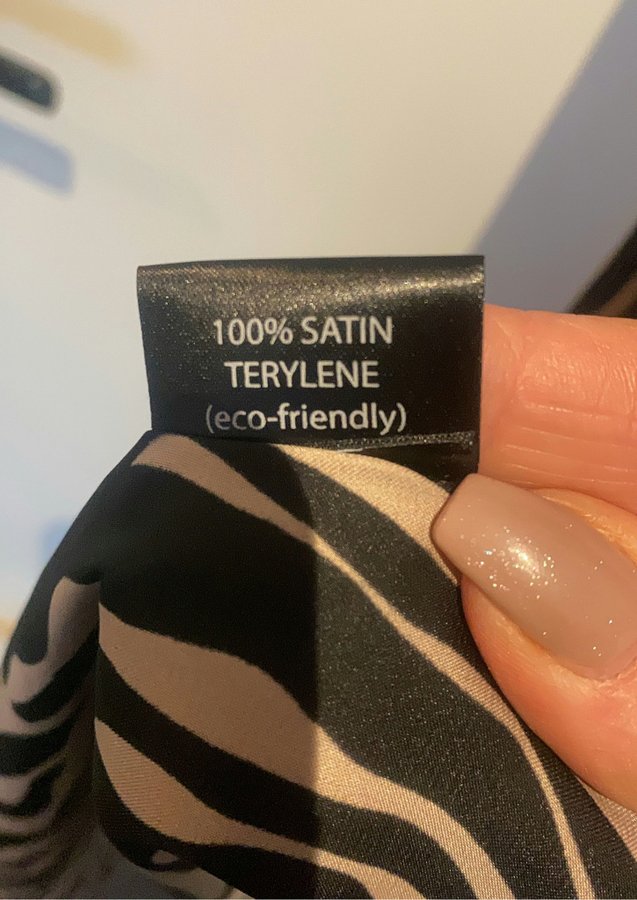 100% SATIN
TERYLENE
(eco-friendly)